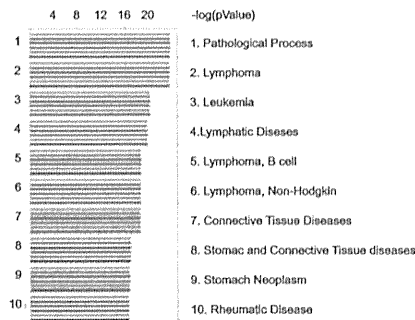 4 8 12 16 20 -log(pValue)
1 1. Pathological Process
2 2. Lymphoma
3 3. Leukemia
4 4.Lymphatic Diseses
5 5. Lymphoma, B cell
6 6. Lymphoma, Non-Hodgkin
7 7. Connective Tissue Diseases
8 8. Stomac and Connective Tissue diseases
9 9. Stomach Neoplasm
10 10. Rheumatic Disease